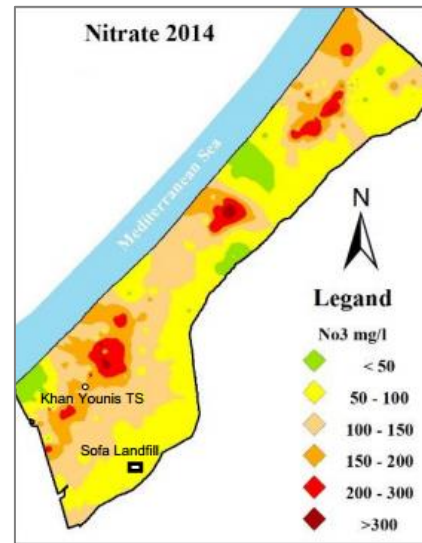 Nitrate 2014
Mediterranean Sea
N
Legand
No3 mg/l
< 50
50 - 100
100 - 150
150 - 200
200 - 300
>300
Khan Younis TS
Sofa Landfill